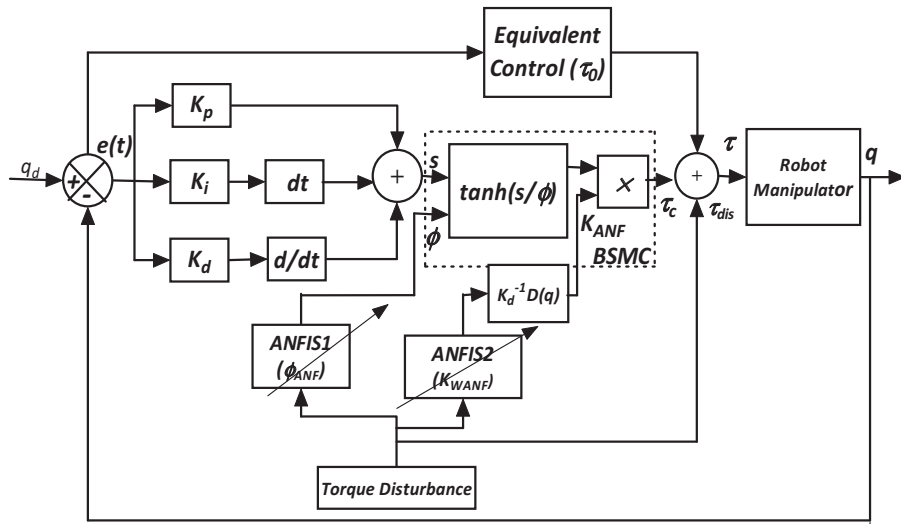 Equivalent
Control (τ0)
Kp
e(t)
qd
+
-
Ki
dt
Kd
d/dt
+
s
ϕ
tanh(s/ϕ)
×
KANF
BSMC
τc
+
τ
τdis
Robot
Manipulator
q
Kd-1D(q)
ANFIS1
(ϕANF)
ANFIS2
(KWANF)
Torque Disturbance